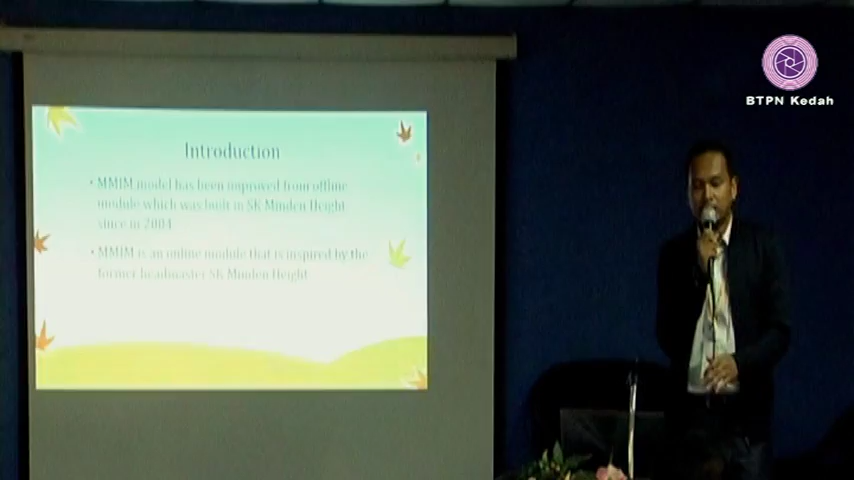 BTPN Kedah
Introduction
• MMIM model has been improved from offline
module which was built in SK Minden Height
since in 2004
• MMIM is an online module that is inspired by the
former headmaster SK Minden Height